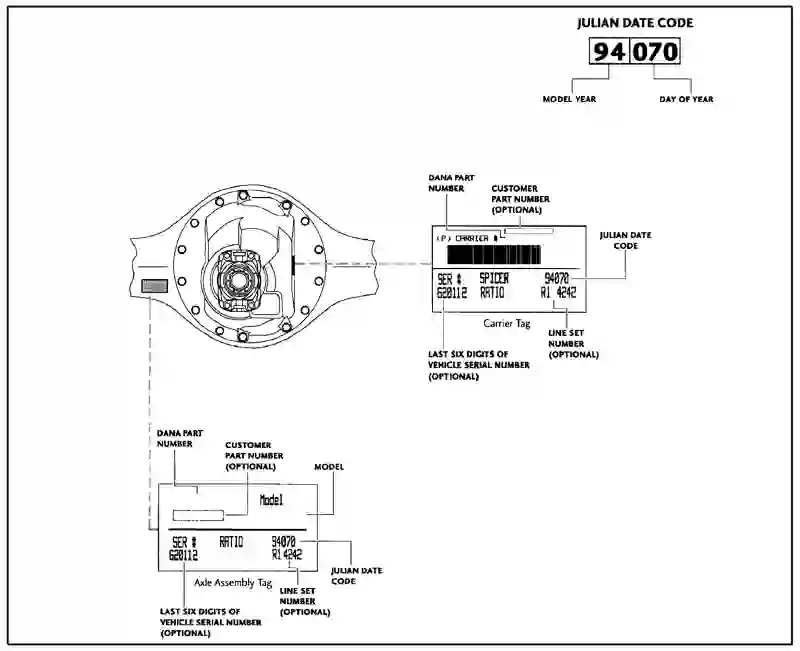 JULIAN DATE CODE
94 070
MODEL YEAR
DAY OF YEAR
DANA PART
NUMBER
CUSTOMER
PART NUMBER
(OPTIONAL)
<P> CARRIER #
JULIAN DATE
CODE
SER # SPICER 94070
620112 RATIO R1 4242
Carrier Tag
LINE SET
NUMBER
(OPTIONAL)
LAST SIX DIGITS OF
VEHICLE SERIAL NUMBER
(OPTIONAL)
DANA PART
NUMBER
CUSTOMER
PART NUMBER
(OPTIONAL)
MODEL
Model
SER # RATIO 94070
620112 R1 4242
Axle Assembly Tag
JULIAN DATE
CODE
LINE SET
NUMBER
(OPTIONAL)
LAST SIX DIGITS OF
VEHICLE SERIAL NUMBER
(OPTIONAL)